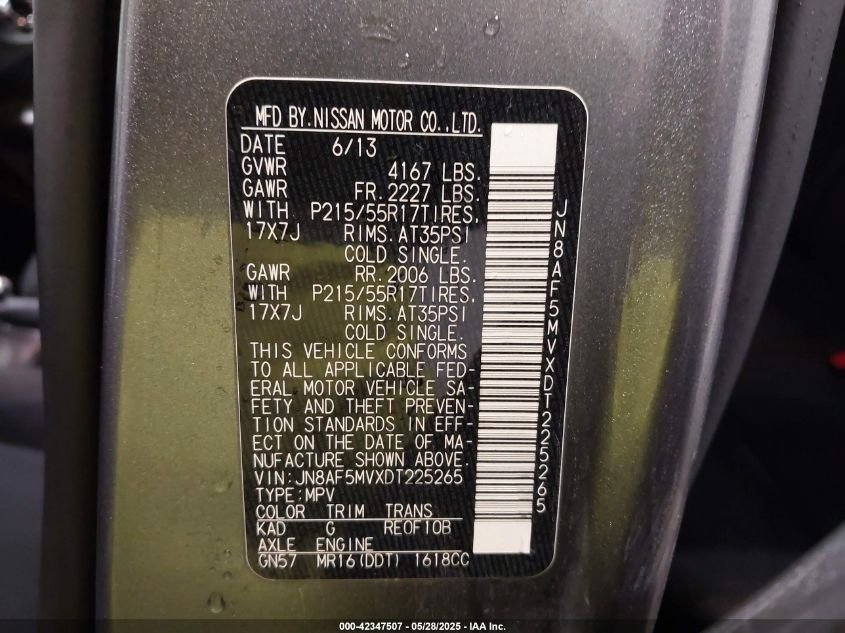 MFD BY.NISSAN MOTOR CO.,LTD.
DATE 6/13
GVWR 4167 LBS.
GAWR FR.2227 LBS.
WITH P215/55R17TIRES,
17X7J RIMS.AT35PSI
COLD SINGLE.
GAWR RR.2006 LBS.
WITH P215/55R17TIRES,
17X7J RIMS.AT35PSI
COLD SINGLE.
THIS VEHICLE CONFORMS
TO ALL APPLICABLE FED-
ERAL MOTOR VEHICLE SA-
FETY AND THEFT PREVEN-
TION STANDARDS IN EFF-
ECT ON THE DATE OF MA-
NUFACTURE SHOWN ABOVE.
VIN:JN8AF5MVXDT225265
TYPE:MPV
COLOR TRIM TRANS
KAD G RE0F10B
AXLE ENGINE
GN57 MR16(DDT) 1618CC
JN8AF5MVXDT225265
000-42347507 - 05/28/2025 - IAA Inc.